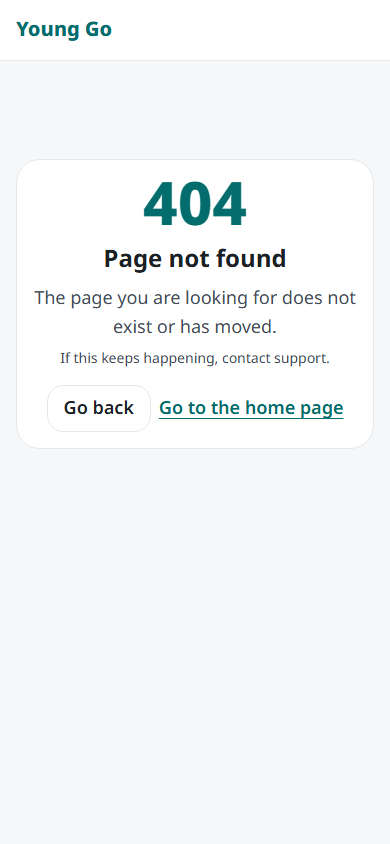 Young Go
404
Page not found
The page you are looking for does not
exist or has moved.
If this keeps happening, contact support.
Go back
Go to the home page